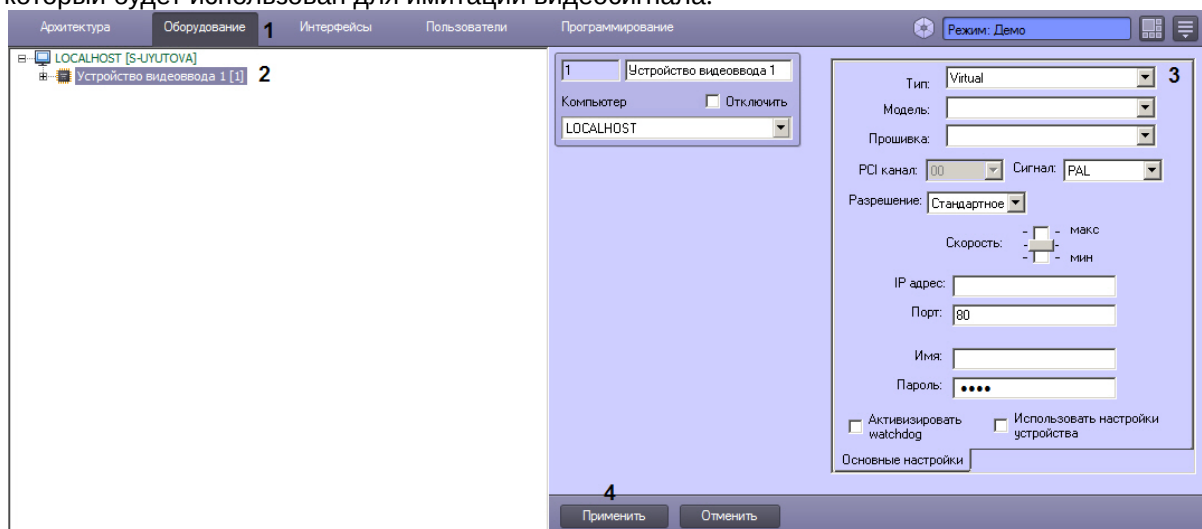 который будет использован для имитации видеосигнала.
Архитектура Оборудование 1 Интерфейсы Пользователи Программирование Режим: Демо
LOCALHOST [S-UYUTOVA]
Устройство видеоввода 1 [1] 2
1 Устройство видеоввода 1
Компьютер Отключить
LOCALHOST
Тип: Virtual 3
Модель:
Прошивка:
PCI канал: 00 Сигнал: PAL
Разрешение: Стандартное
Скорость: макс
мин
IP адрес:
Порт: 80
Имя:
Пароль: ••••
Активизировать watchdog
Использовать настройки устройства
Основные настройки
4
Применить Отменить